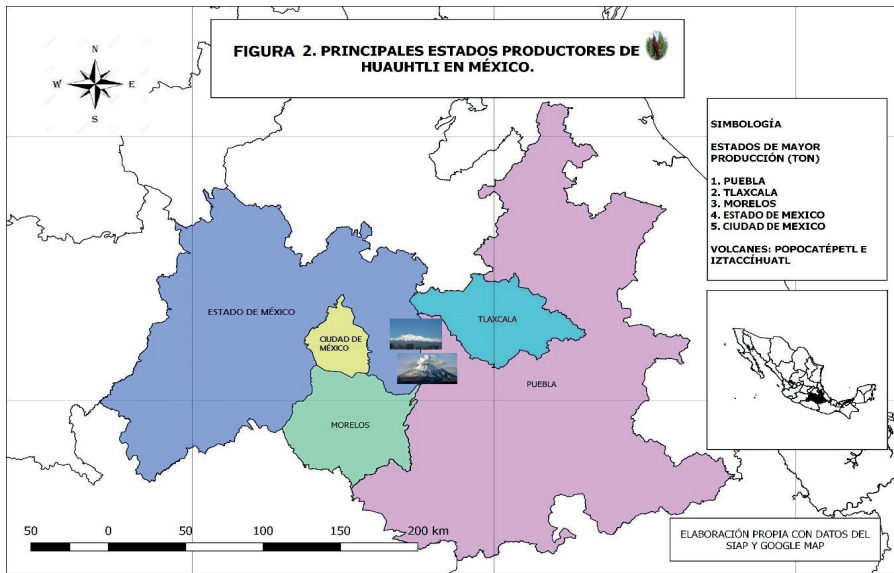 FIGURA 2. PRINCIPALES ESTADOS PRODUCTORES DE
HUAUHTLI EN MÉXICO.
N
W E
S
SIMBOLOGÍA
ESTADOS DE MAYOR
PRODUCCIÓN (TON)
1. PUEBLA
2. TLAXCALA
3. MORELOS
4. ESTADO DE MEXICO
5. CIUDAD DE MEXICO
VOLCANES: POPOCATÉPETL E
IZTACCÍHUATL
ESTADO DE MÉXICO
TLAXCALA
CIUDAD DE
MÉXICO
PUEBLA
MORELOS
50 0 50 100 150 200 km
ELABORACIÓN PROPIA CON DATOS DEL
SIAP Y GOOGLE MAP